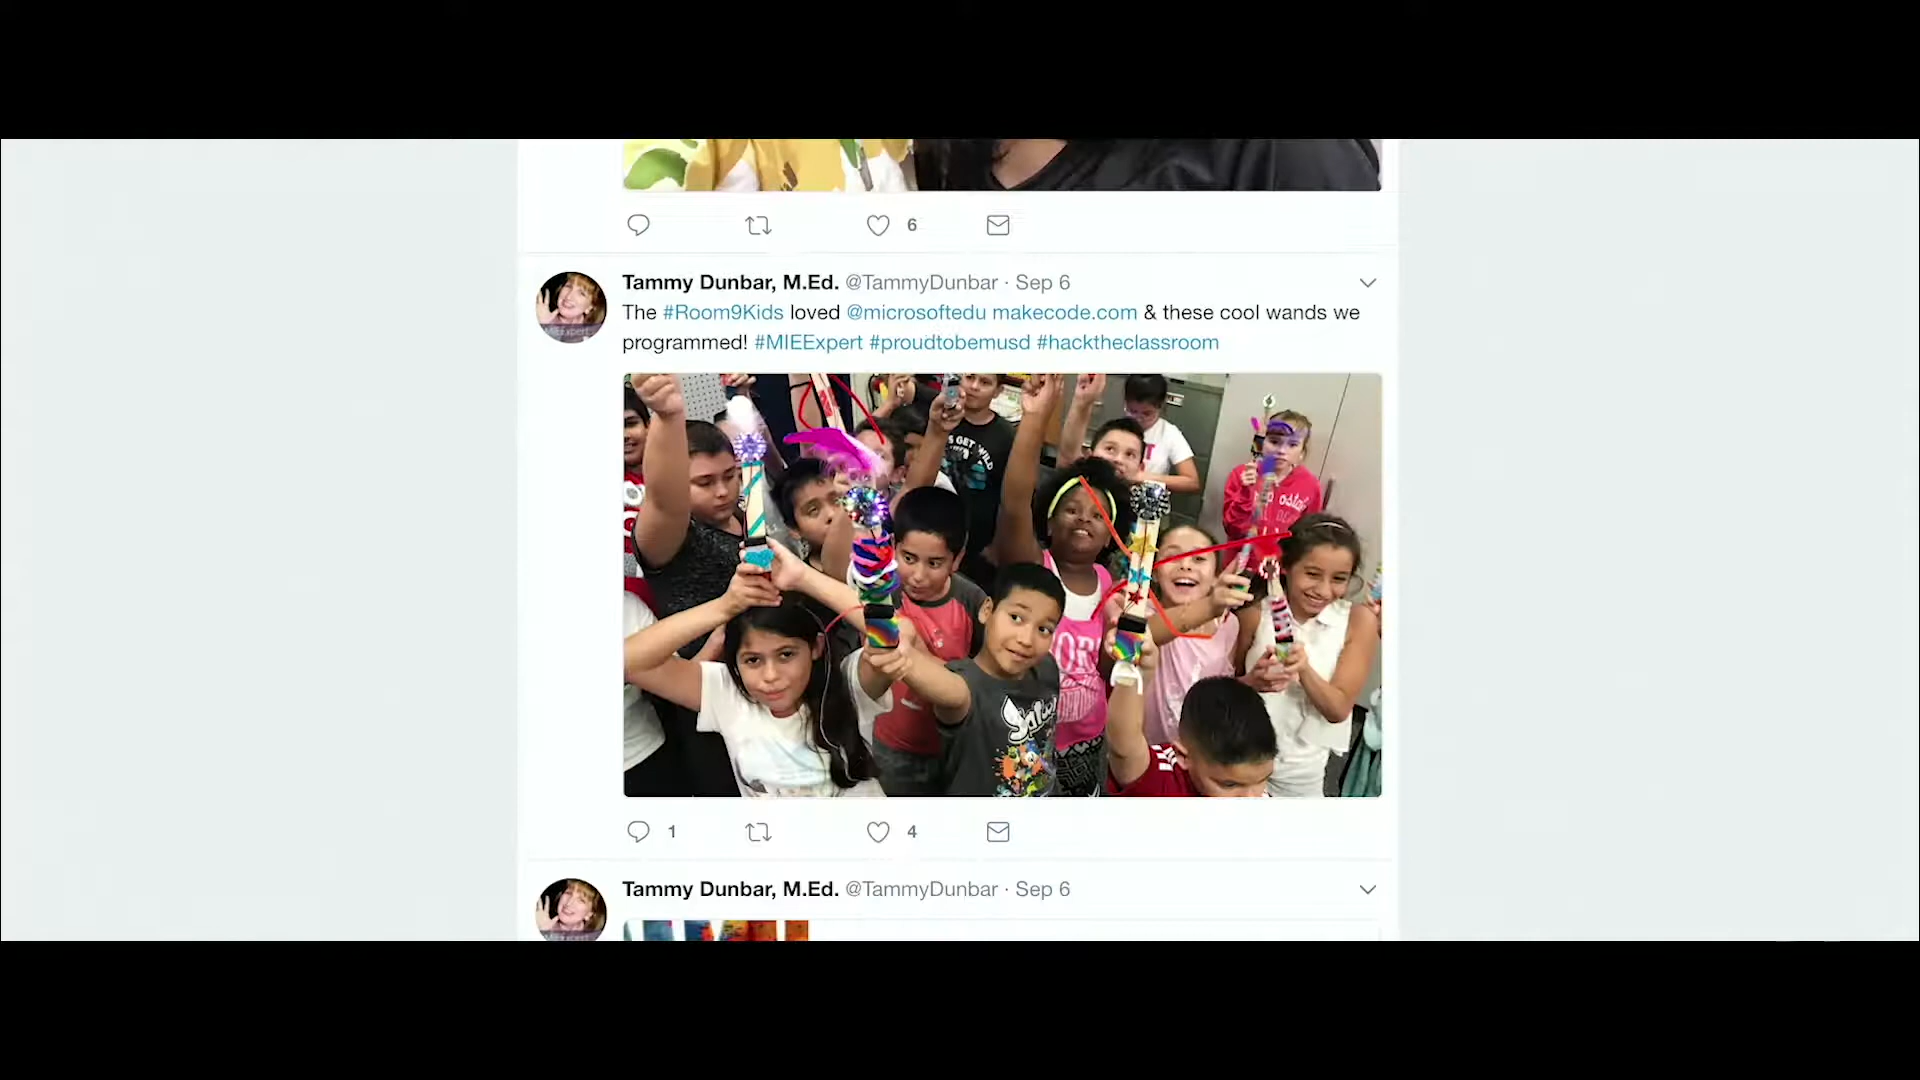 6
Tammy Dunbar, M.Ed. @TammyDunbar · Sep 6
The #Room9Kids loved @microsoftedu makecode.com & these cool wands we
programmed! #MIEExpert #proudtobemusd #hacktheclassroom
1 4
Tammy Dunbar, M.Ed. @TammyDunbar · Sep 6